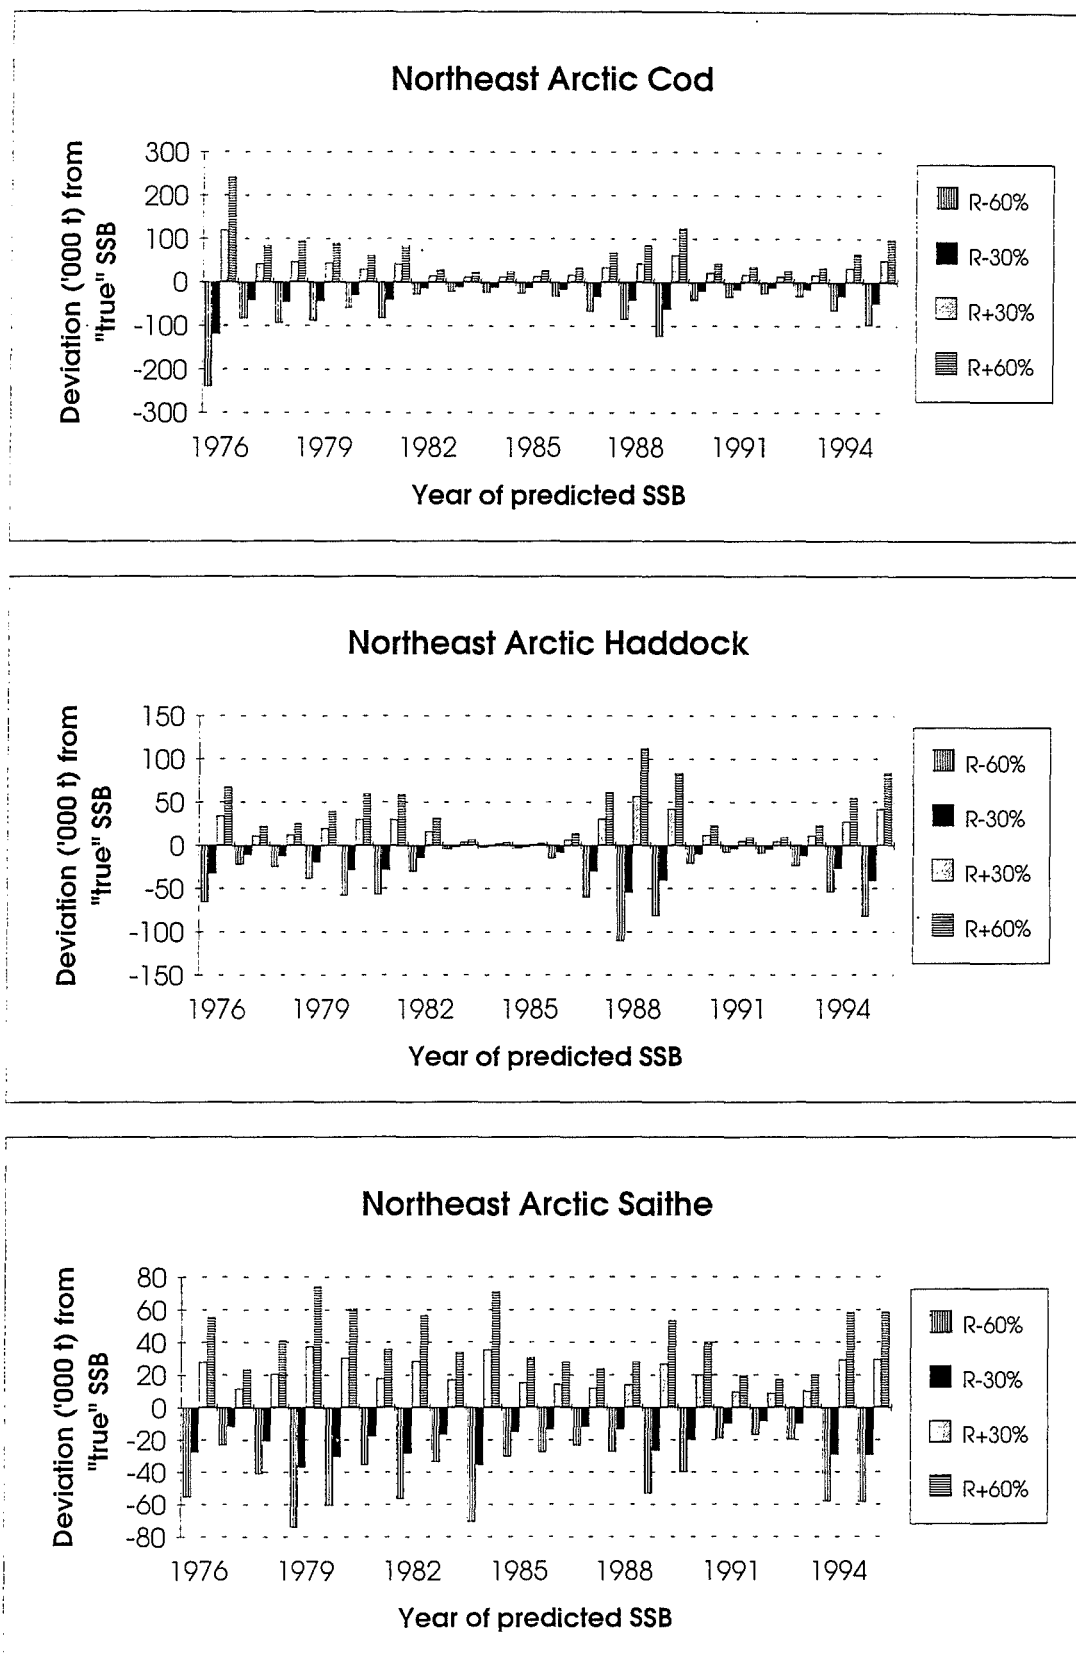 Northeast Arctic Cod
Deviation ('000 t) from
"true" SSB
300
200
100
0
-100
-200
-300
1976 1979 1982 1985 1988 1991 1994
Year of predicted SSB
R-60%
R-30%
R+30%
R+60%
Northeast Arctic Haddock
Deviation ('000 t) from
"true" SSB
150
100
50
0
-50
-100
-150
1976 1979 1982 1985 1988 1991 1994
Year of predicted SSB
R-60%
R-30%
R+30%
R+60%
Northeast Arctic Saithe
Deviation ('000 t) from
"true" SSB
80
60
40
20
0
-20
-40
-60
-80
1976 1979 1982 1985 1988 1991 1994
Year of predicted SSB
R-60%
R-30%
R+30%
R+60%